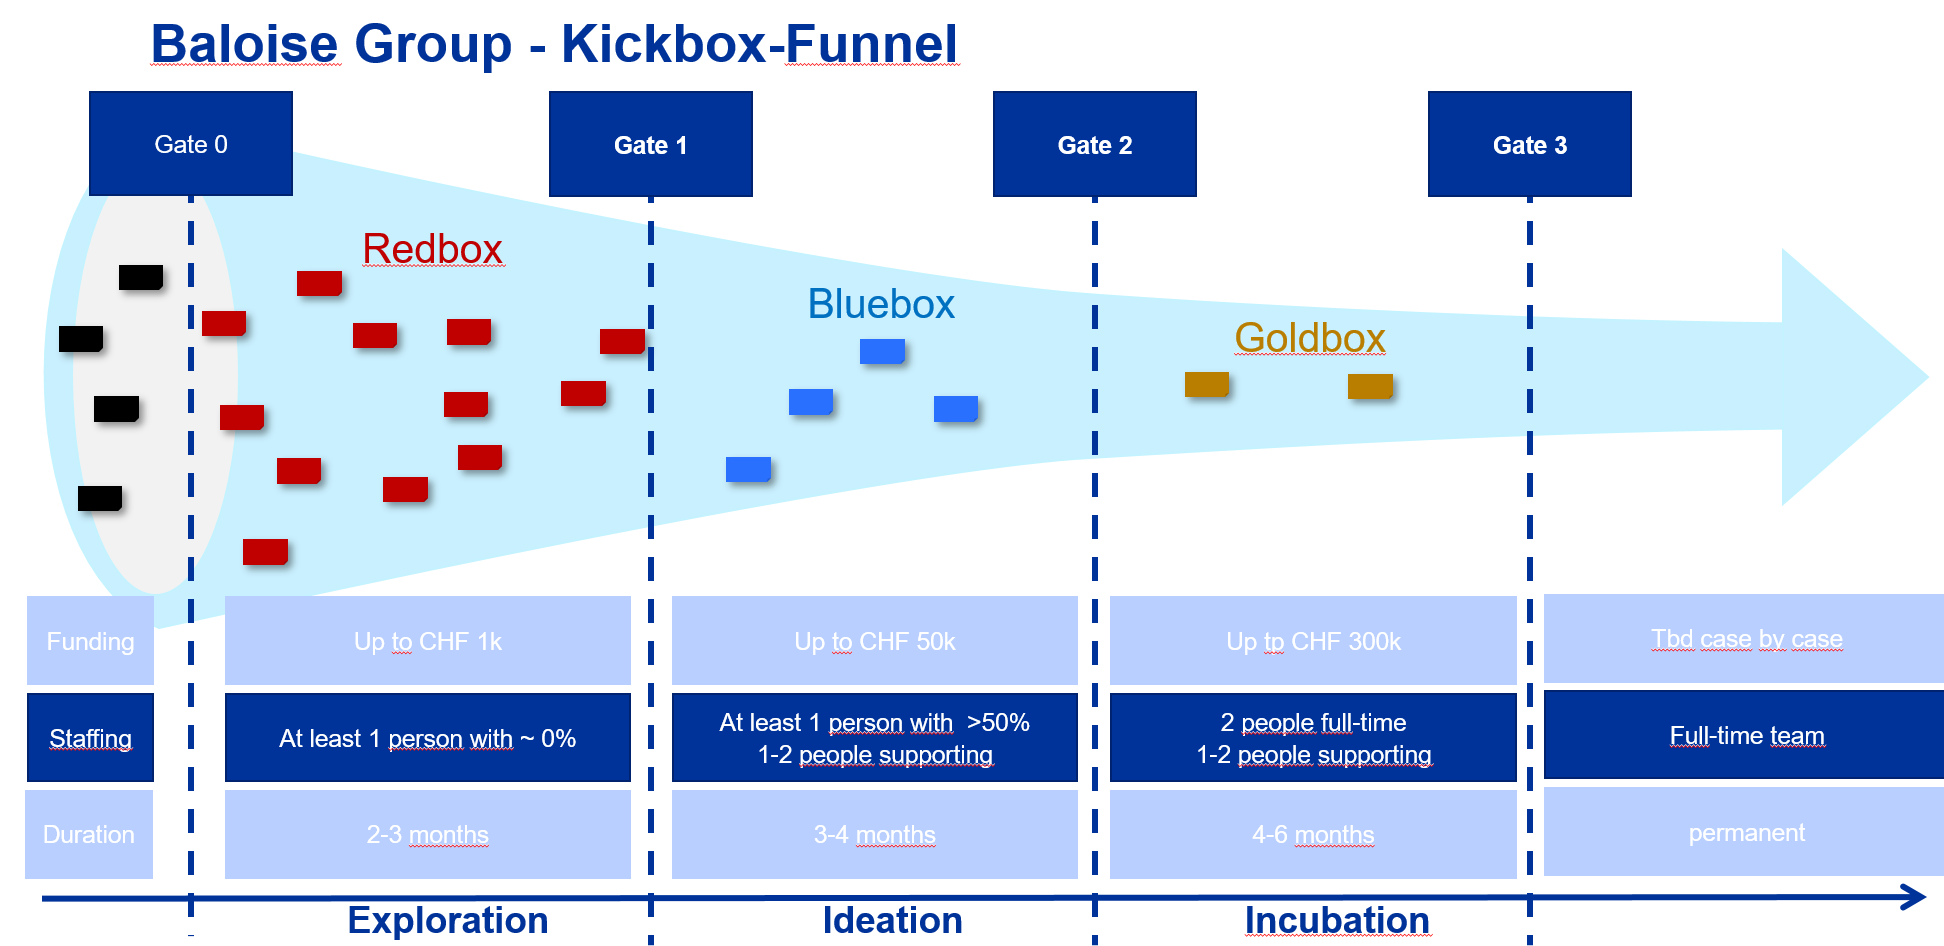 Baloise Group - Kickbox-Funnel
Gate 0
Gate 1
Gate 2
Gate 3
Redbox
Bluebox
Goldbox
Funding
Up to CHF 1k
Up to CHF 50k
Up tp CHF 300k
Tbd case by case
Staffing
At least 1 person with ~ 0%
At least 1 person with  >50%
1-2 people supporting
2 people full-time
1-2 people supporting
Full-time team
Duration
2-3 months
3-4 months
4-6 months
permanent
Exploration
Ideation
Incubation